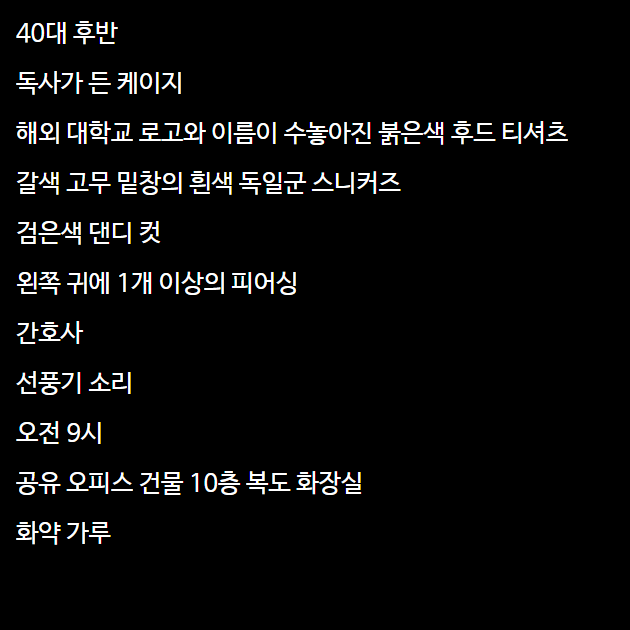 40대 후반
독사가 든 케이지
해외 대학교 로고와 이름이 수놓아진 붉은색 후드 티셔츠
갈색 고무 밑창의 흰색 독일군 스니커즈
검은색 댄디 컷
왼쪽 귀에 1개 이상의 피어싱
간호사
선풍기 소리
오전 9시
공유 오피스 건물 10층 복도 화장실
화약 가루